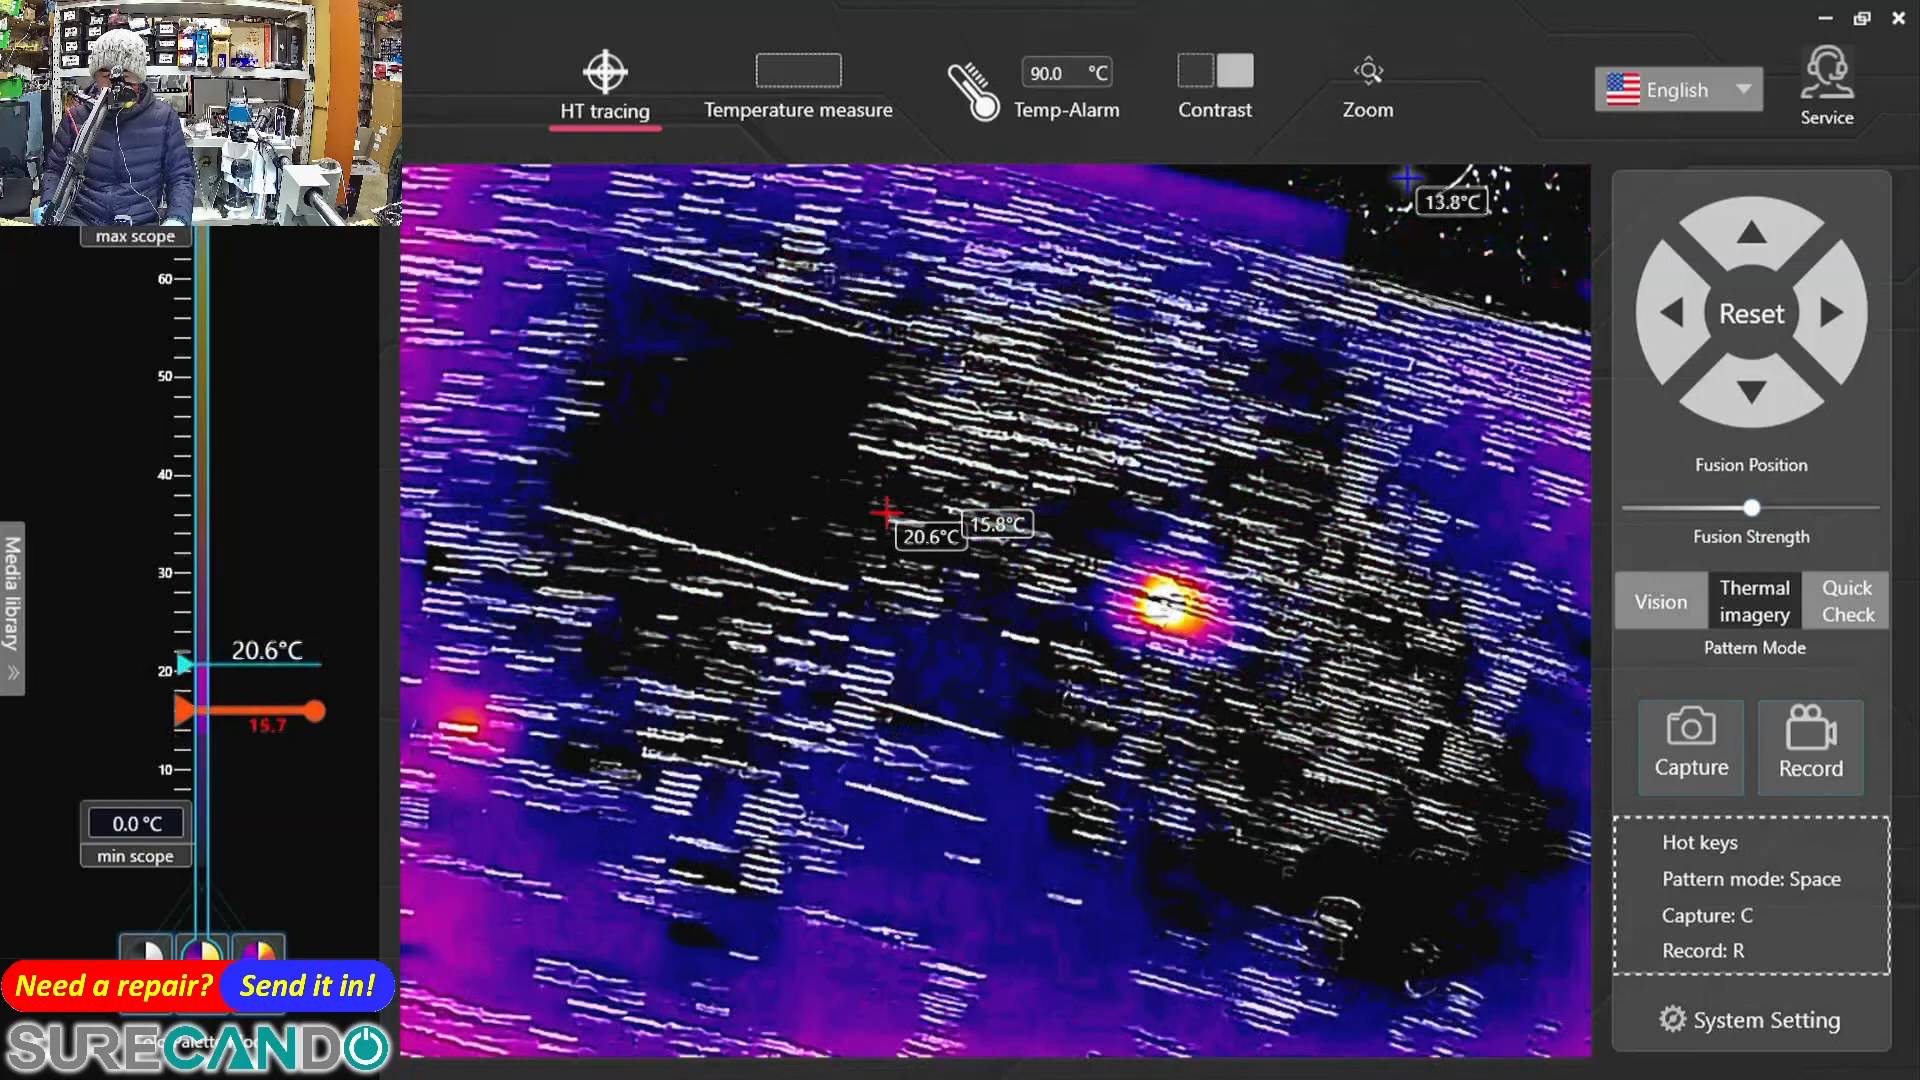 HT tracing
Temperature measure
90.0 °C
Temp-Alarm
Contrast
Zoom
English
Service
max scope
60
50
40
30
20
10
20.6°C
15.7
0.0 °C
min scope
Media library
13.8°C
20.6°C
15.8°C
Reset
Fusion Position
Fusion Strength
Vision
Thermal imagery
Quick Check
Pattern Mode
Capture
Record
Hot keys
Pattern mode: Space
Capture: C
Record: R
System Setting
Need a repair? Send it in!
SURECANDO